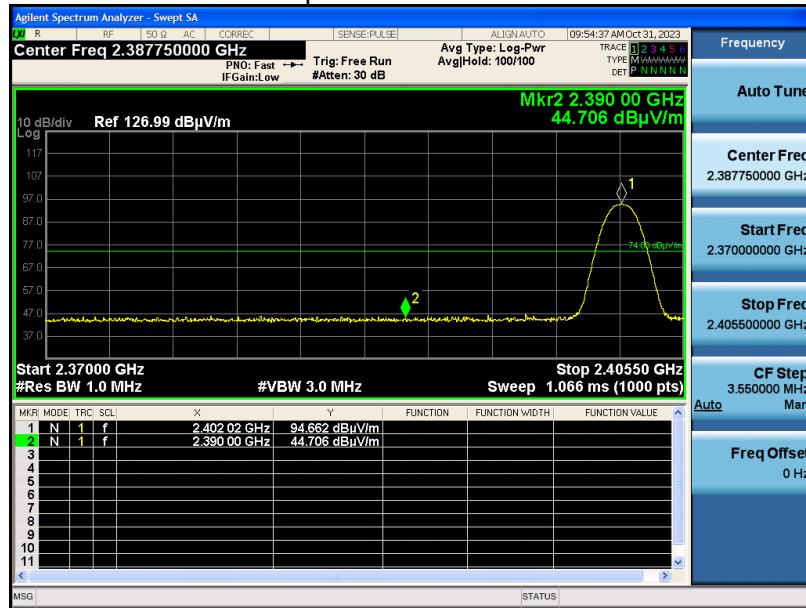 Agilent Spectrum Analyzer - Swept SA
LXI R RF 50 Ω AC CORREC SENSE:PULSE ALIGN AUTO 09:54:37 AM Oct 31, 2023
Center Freq 2.387750000 GHz
PNO: Fast
IFGain:Low
Trig: Free Run
#Atten: 30 dB
Avg Type: Log-Pwr
Avg|Hold: 100/100
TRACE 1 2 3 4 5 6
TYPE M WWWWW
DET P N N N N N
Mkr2 2.390 00 GHz
44.706 dBµV/m
10 dB/div Ref 126.99 dBµV/m
Log
117
107
97.0
87.0
77.0
67.0
57.0
47.0
37.0
1
2
74.00 dBµV/m
Start 2.37000 GHz Stop 2.40550 GHz
#Res BW 1.0 MHz #VBW 3.0 MHz Sweep 1.066 ms (1000 pts)
MKR MODE TRC SCL X Y FUNCTION FUNCTION WIDTH FUNCTION VALUE
1 N 1 f 2.402 02 GHz 94.662 dBµV/m
2 N 1 f 2.390 00 GHz 44.706 dBµV/m
3
4
5
6
7
8
9
10
11
MSG STATUS
Frequency
Auto Tune
Center Freq
2.387750000 GHz
Start Freq
2.370000000 GHz
Stop Freq
2.405500000 GHz
CF Step
3.550000 MHz
Auto Man
Freq Offset
0 Hz